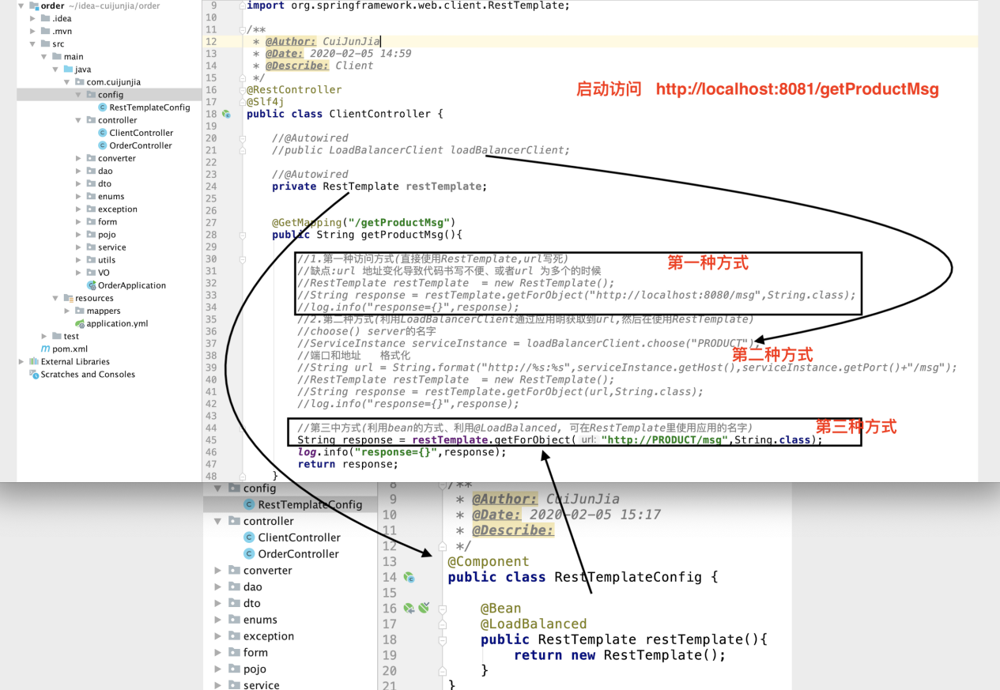 order ~/idea-cuijunjia/order
.idea
.mvn
src
main
java
com.cuijunjia
config
RestTemplateConfig
controller
ClientController
OrderController
converter
dao
dto
enums
exception
form
pojo
service
utils
VO
OrderApplication
resources
mappers
application.yml
test
pom.xml
External Libraries
Scratches and Consoles
9 import org.springframework.web.client.RestTemplate;
10
11 /**
12 * @Author: CuiJunJia
13 * @Date: 2020-02-05 14:59
14 * @Describe: Client
15 */
16 @RestController
17 @Slf4j
18 public class ClientController {
19
20 //@Autowired
21 //public LoadBalancerClient loadBalancerClient;
22
23 //@Autowired
24 private RestTemplate restTemplate;
25
26
27 @GetMapping("/getProductMsg")
28 public String getProductMsg(){
29
30 //1.第一种访问方式(直接使用RestTemplate,url写死)
31 //缺点:url 地址变化导致代码书写不便、或者url 为多个的时候
32 //RestTemplate restTemplate = new RestTemplate();
33 //String response = restTemplate.getForObject("http://localhost:8080/msg",String.class);
34 //log.info("response={}",response);
35 //2.第二种方式(利用LoadBalancerClient通过应用明获取到url,然后在使用RestTemplate)
36 //choose() server的名字
37 //ServiceInstance serviceInstance = loadBalancerClient.choose("PRODUCT");
38 //端口和地址 格式化
39 //String url = String.format("http://%s:%s",serviceInstance.getHost(),serviceInstance.getPort()+"/msg");
40 //RestTemplate restTemplate = new RestTemplate();
41 //String response = restTemplate.getForObject(url,String.class);
42 //log.info("response={}",response);
43
44 //第三中方式(利用bean的方式、利用@LoadBalanced, 可在RestTemplate里使用应用的名字)
45 String response = restTemplate.getForObject( url: "http://PRODUCT/msg",String.class);
46 log.info("response={}",response);
47 return response;
48 }
启动访问 http://localhost:8081/getProductMsg
第一种方式
第二种方式
第三种方式
config
RestTemplateConfig
controller
ClientController
OrderController
converter
dao
dto
enums
exception
form
pojo
service
8 /**
9 * @Author: CuiJunJia
10 * @Date: 2020-02-05 15:17
11 * @Describe:
12 */
13 @Component
14 public class RestTemplateConfig {
15
16 @Bean
17 @LoadBalanced
18 public RestTemplate restTemplate(){
19 return new RestTemplate();
20 }
21 }